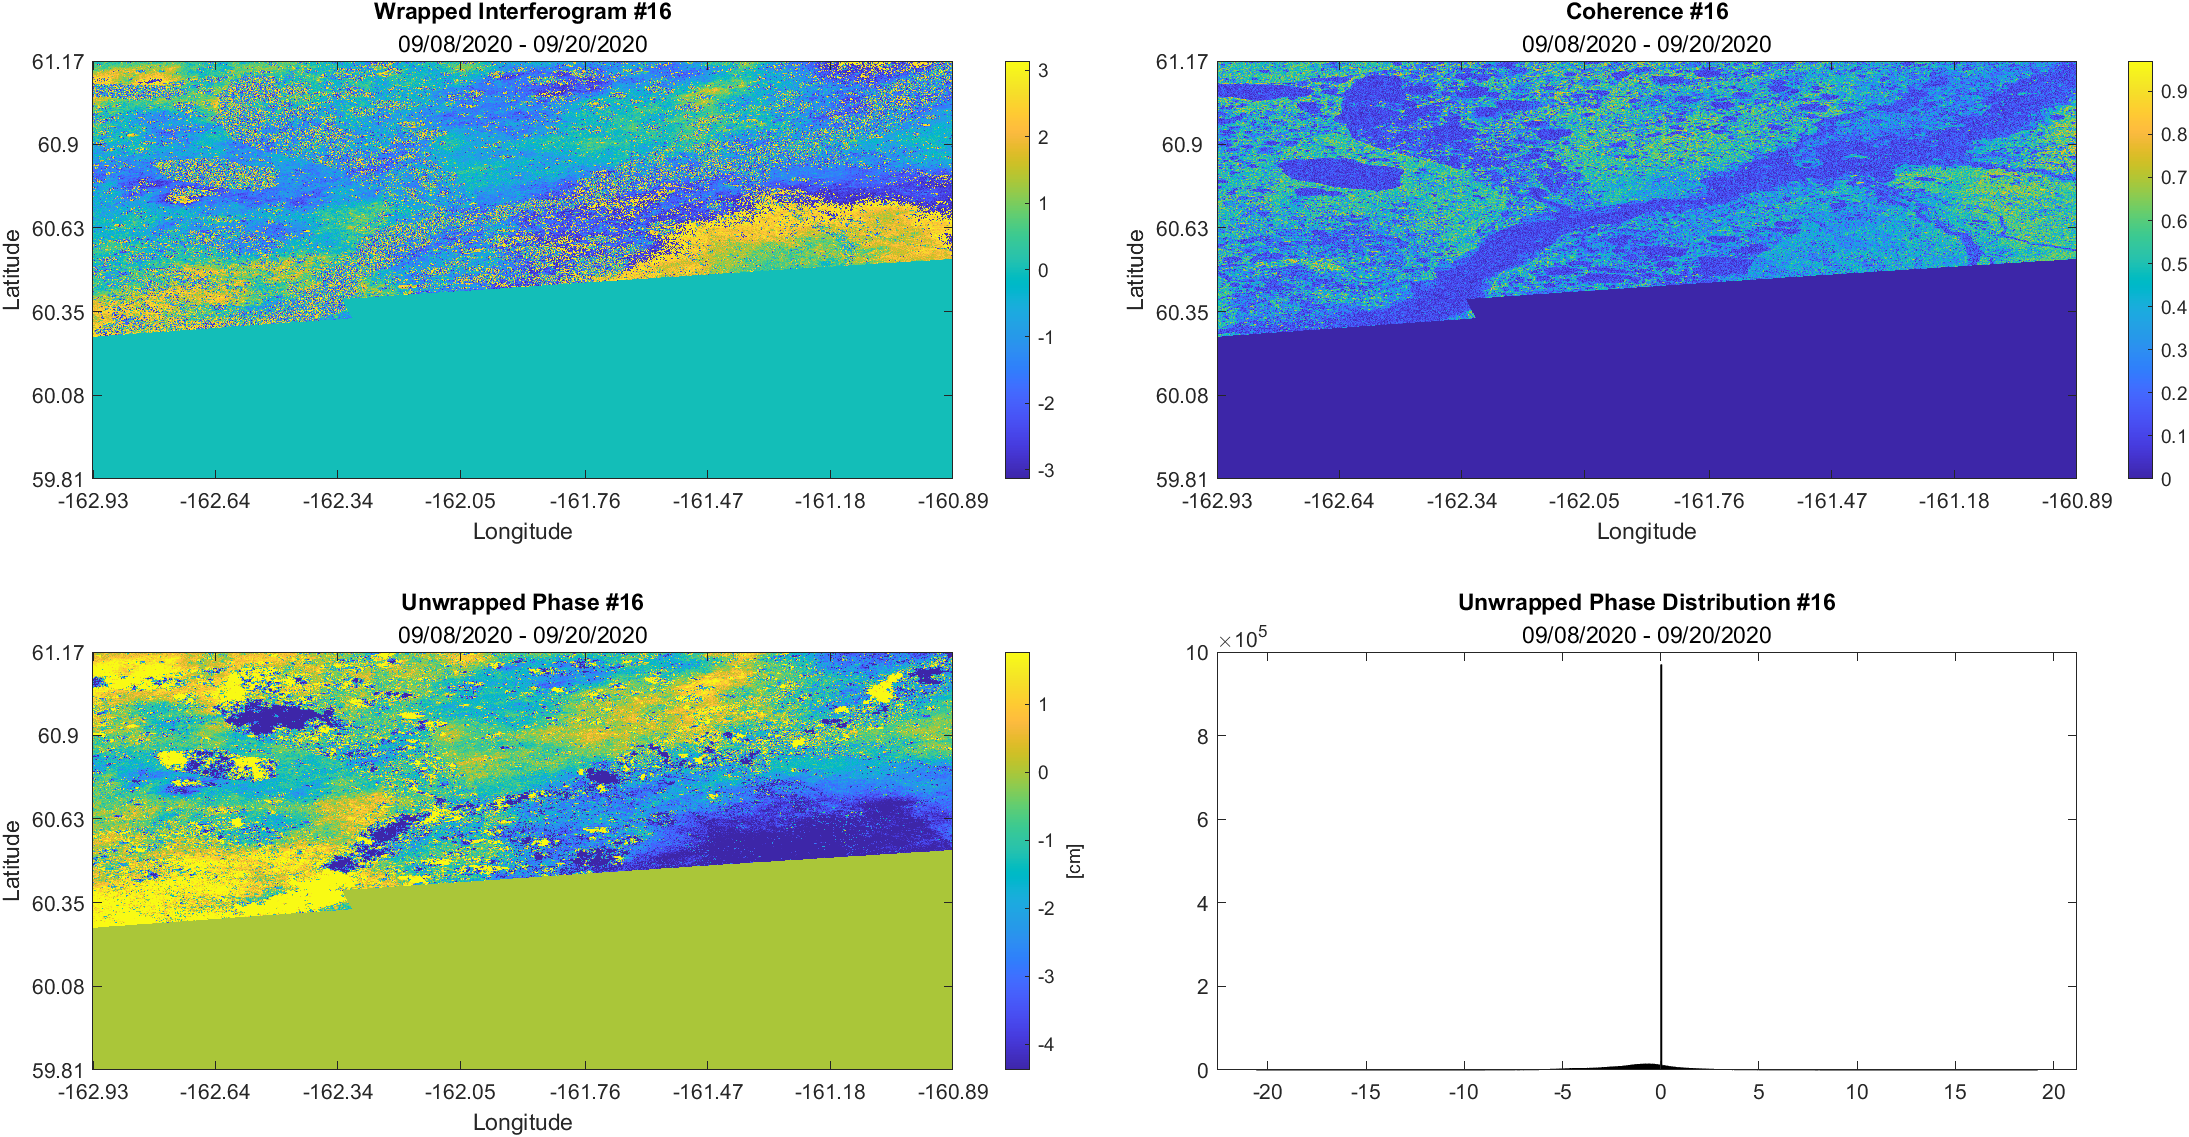 Wrapped Interferogram #16
09/08/2020 - 09/20/2020
61.17
60.9
60.63
60.35
60.08
59.81
Latitude
-162.93 -162.64 -162.34 -162.05 -161.76 -161.47 -161.18 -160.89
Longitude
3
2
1
0
-1
-2
-3
Coherence #16
09/08/2020 - 09/20/2020
61.17
60.9
60.63
60.35
60.08
59.81
Latitude
-162.93 -162.64 -162.34 -162.05 -161.76 -161.47 -161.18 -160.89
Longitude
0.9
0.8
0.7
0.6
0.5
0.4
0.3
0.2
0.1
0
Unwrapped Phase #16
09/08/2020 - 09/20/2020
61.17
60.9
60.63
60.35
60.08
59.81
Latitude
-162.93 -162.64 -162.34 -162.05 -161.76 -161.47 -161.18 -160.89
Longitude
1
0
-1
-2
-3
-4
[cm]
Unwrapped Phase Distribution #16
09/08/2020 - 09/20/2020
×10⁵
10
8
6
4
2
0
-20 -15 -10 -5 0 5 10 15 20